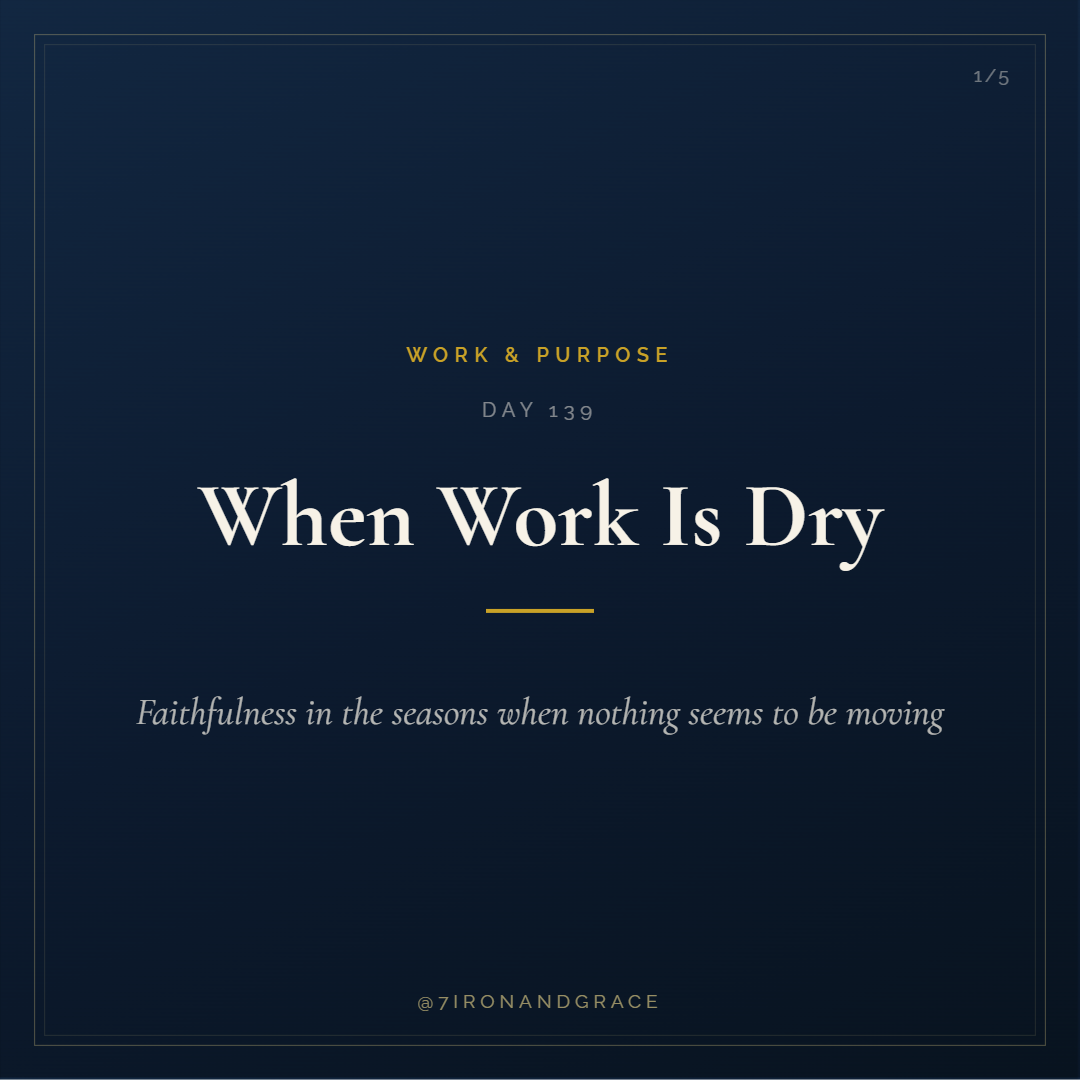 1/5
WORK & PURPOSE
DAY 139
When Work Is Dry
Faithfulness in the seasons when nothing seems to be moving
@7IRONANDGRACE